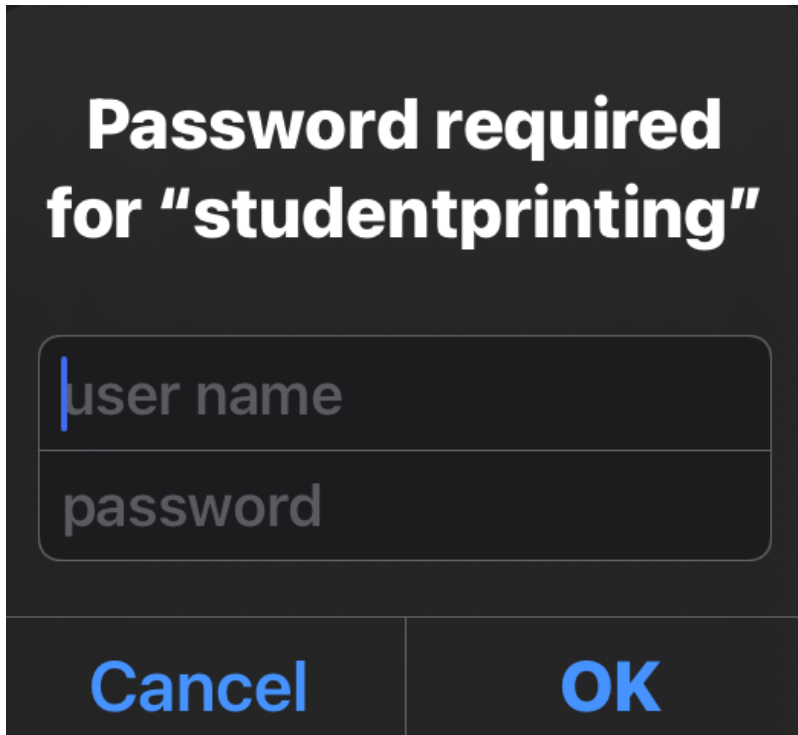 Password required
for “studentprinting”
user name
password
Cancel
OK